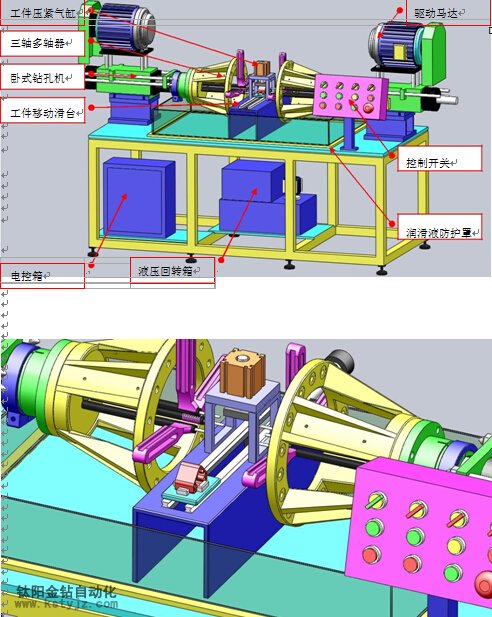 工件压紧气缸
驱动马达
三轴多轴器
卧式钻孔机
工件移动滑台
控制开关
润滑液防护罩
电控箱
液压回转箱
钛阳金钻自动化
www.kstyjz.com